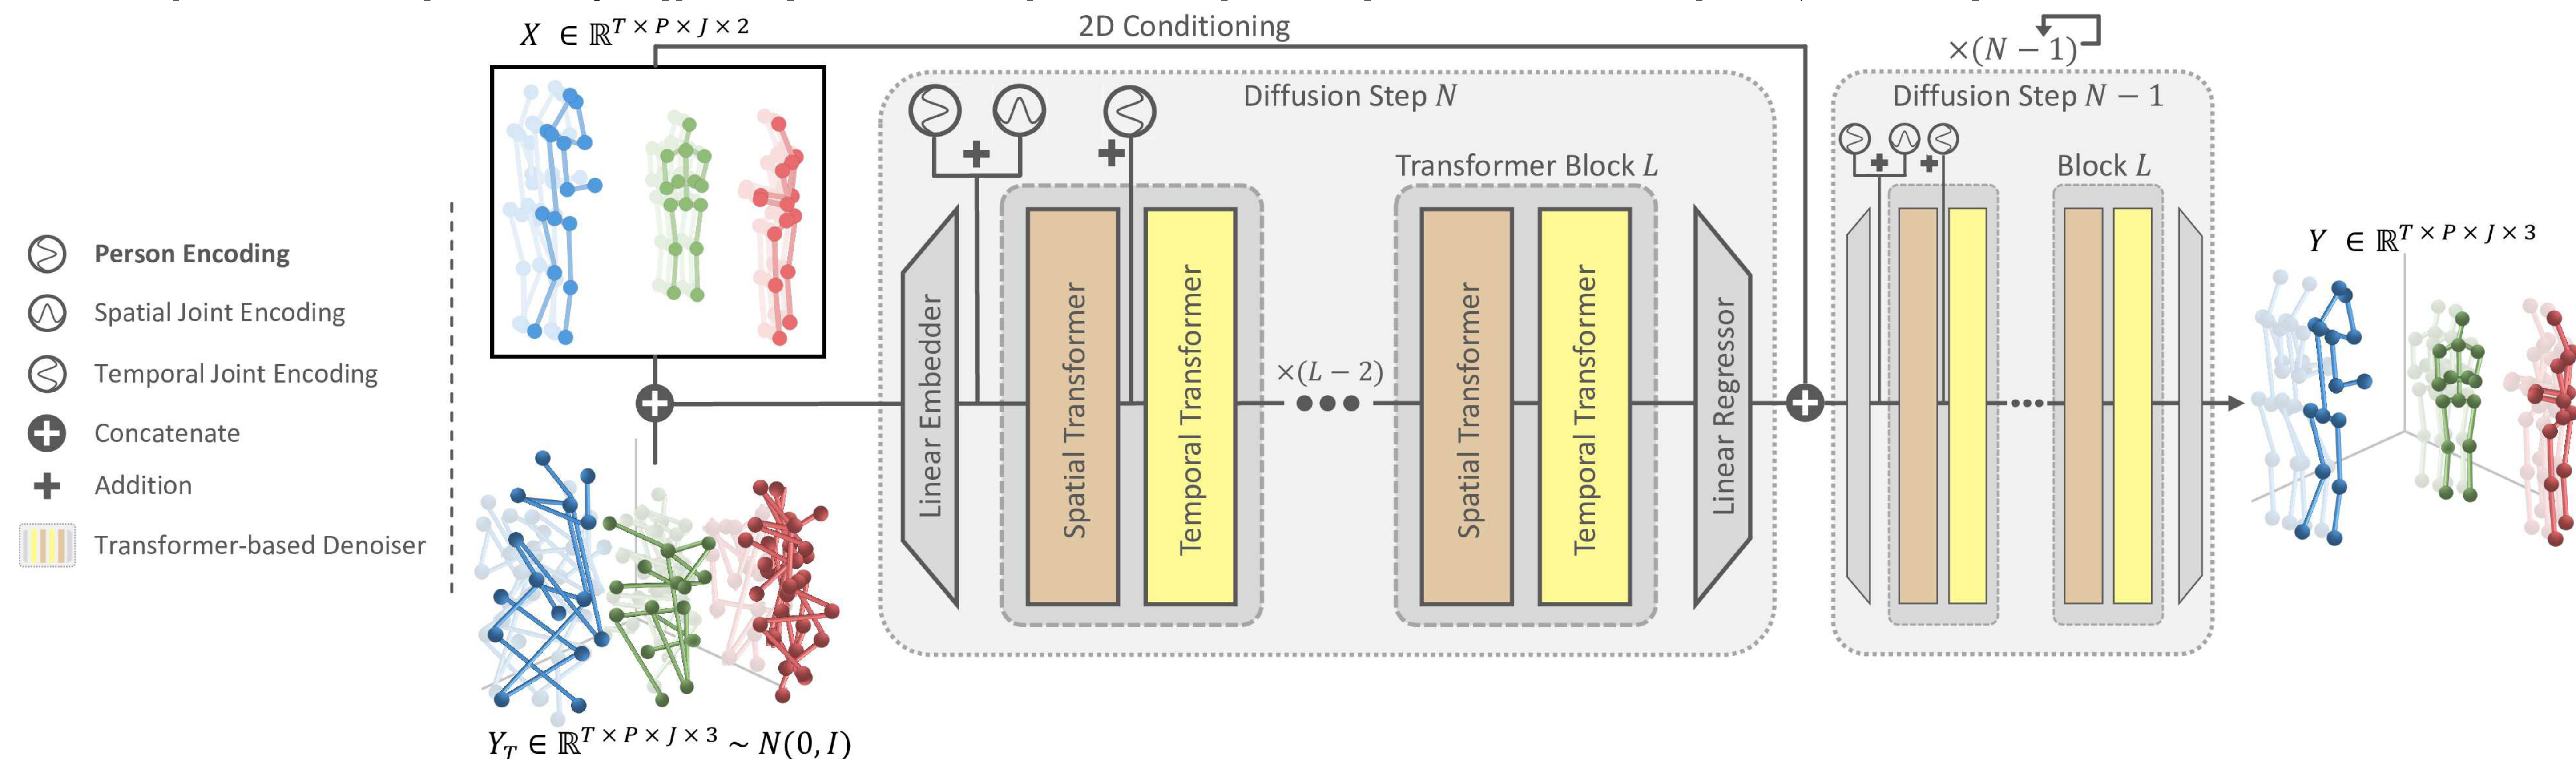 X ∈ ℝ^{T × P × J × 2}
2D Conditioning
×(N − 1)
Diffusion Step N
Diffusion Step N − 1
Transformer Block L
Block L
Person Encoding
Spatial Joint Encoding
Temporal Joint Encoding
Concatenate
Addition
Transformer-based Denoiser
Linear Embedder
Spatial Transformer
Temporal Transformer
×(L − 2)
Spatial Transformer
Temporal Transformer
Linear Regressor
Y ∈ ℝ^{T × P × J × 3}
Y_T ∈ ℝ^{T × P × J × 3} ~ N(0, I)